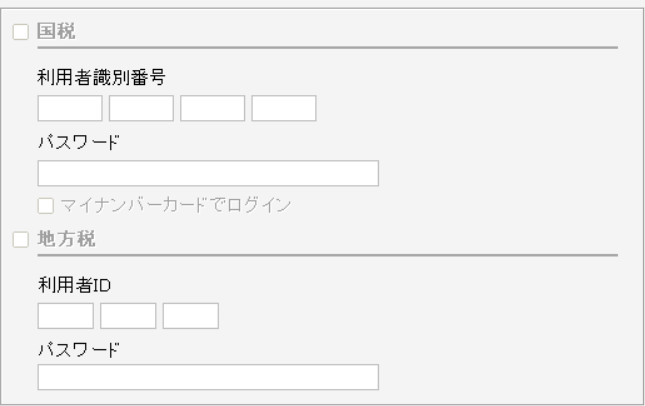 国税
利用者識別番号
パスワード
マイナンバーカードでログイン
地方税
利用者ID
パスワード